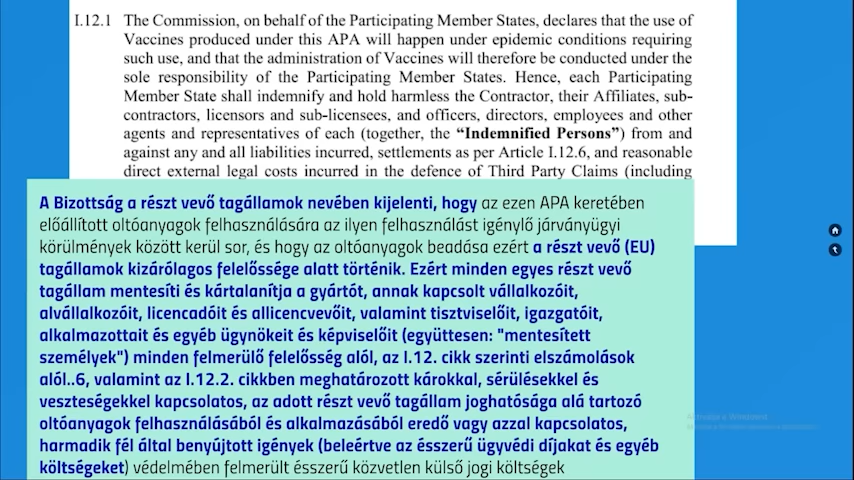 I.12.1 The Commission, on behalf of the Participating Member States, declares that the use of
Vaccines produced under this APA will happen under epidemic conditions requiring
such use, and that the administration of Vaccines will therefore be conducted under the
sole responsibility of the Participating Member States. Hence, each Participating
Member State shall indemnify and hold harmless the Contractor, their Affiliates, sub-
contractors, licensors and sub-licensees, and officers, directors, employees and other
agents and representatives of each (together, the “Indemnified Persons”) from and
against any and all liabilities incurred, settlements as per Article I.12.6, and reasonable
direct external legal costs incurred in the defence of Third Party Claims (including
A Bizottság a részt vevő tagállamok nevében kijelenti, hogy az ezen APA keretében
előállított oltóanyagok felhasználására az ilyen felhasználást igénylő járványügyi
körülmények között kerül sor, és hogy az oltóanyagok beadása ezért a részt vevő (EU)
tagállamok kizárólagos felelőssége alatt történik. Ezért minden egyes részt vevő
tagállam mentesíti és kártalanítja a gyártót, annak kapcsolt vállalkozóit,
alvállalkozóit, licencadóit és allicencvevőit, valamint tisztviselőit, igazgatóit,
alkalmazottait és egyéb ügynökeit és képviselőit (együttesen: "mentesített
személyek") minden felmerülő felelősség alól, az I.12. cikk szerinti elszámolások
alól..6, valamint az I.12.2. cikkben meghatározott károkkal, sérülésekkel és
veszteségekkel kapcsolatos, az adott részt vevő tagállam joghatósága alá tartozó
oltóanyagok felhasználásából és alkalmazásából eredő vagy azzal kapcsolatos,
harmadik fél által benyújtott igények (beleértve az ésszerű ügyvédi díjakat és egyéb
költségeket) védelmében felmerült ésszerű közvetlen külső jogi költségek